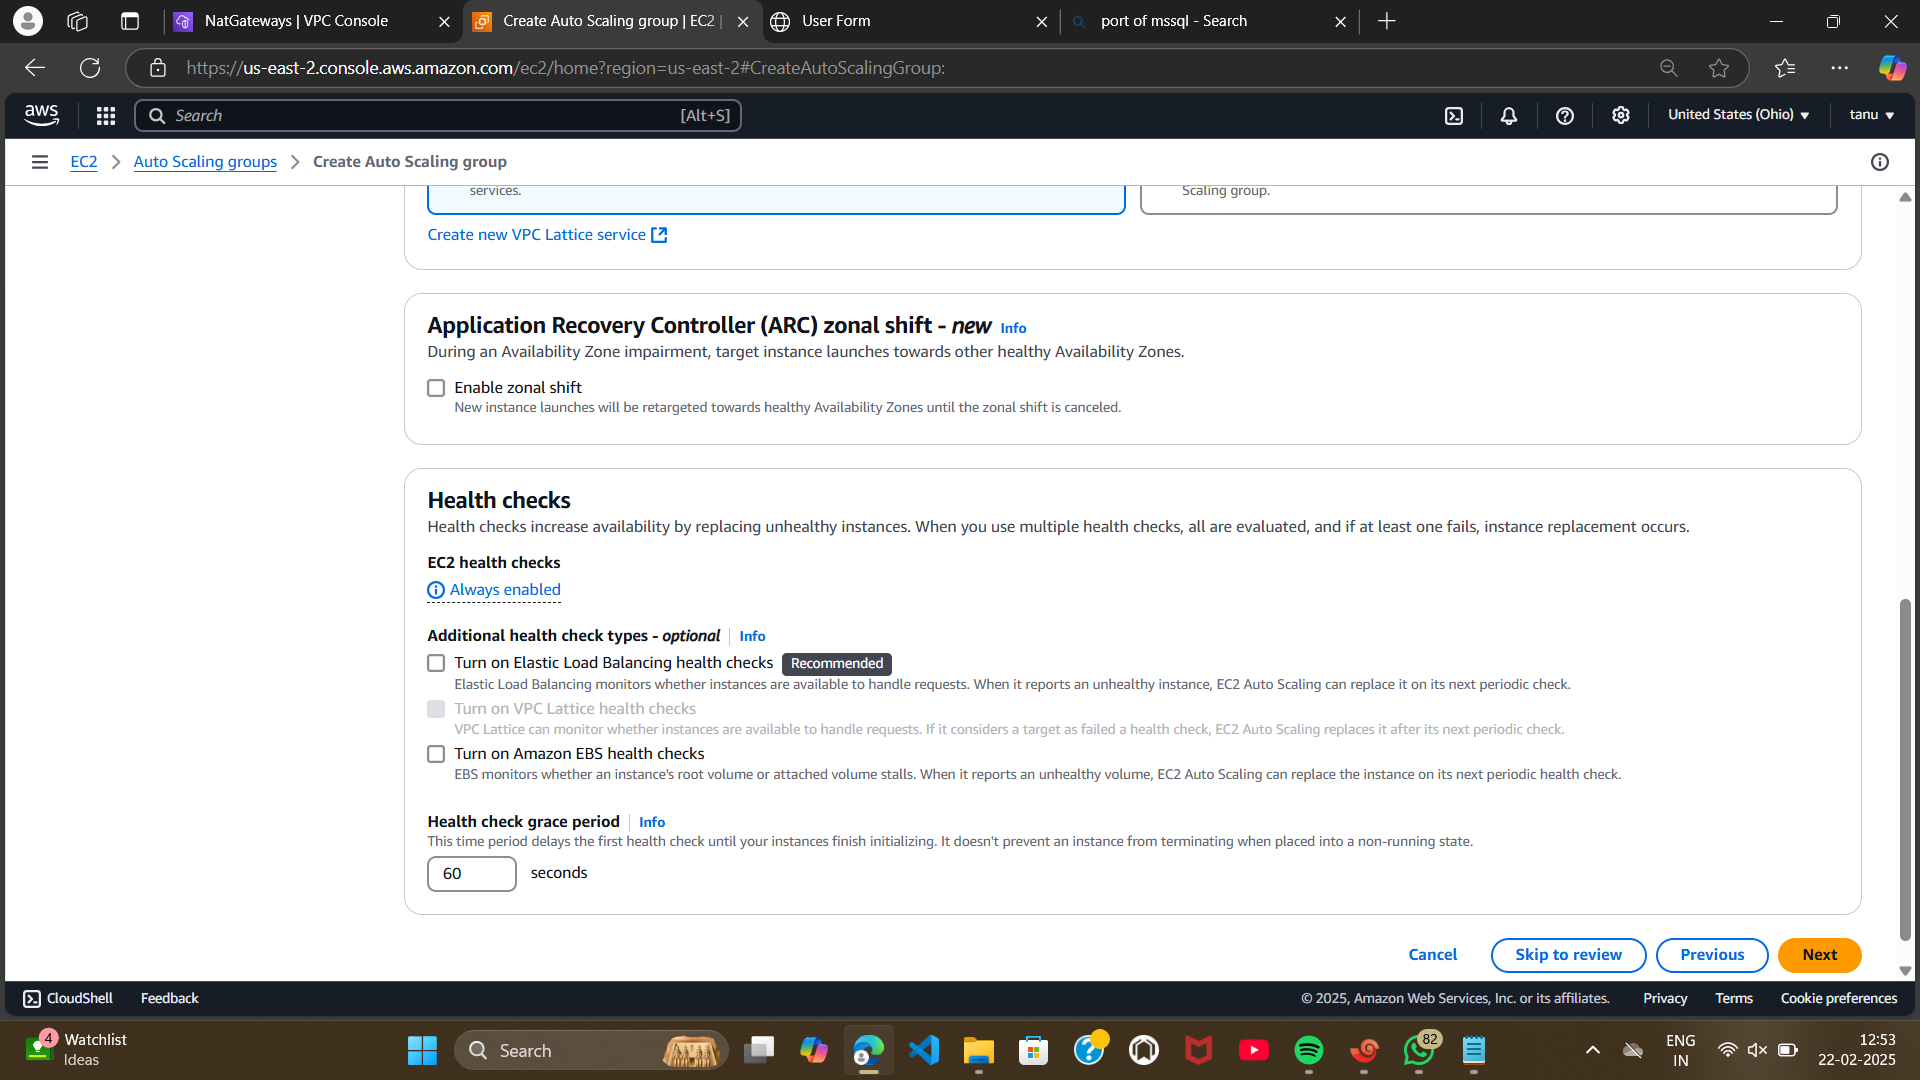 NatGateways | VPC Console
Create Auto Scaling group | EC2 |
User Form
port of mssql - Search
https://us-east-2.console.aws.amazon.com/ec2/home?region=us-east-2#CreateAutoScalingGroup:
aws
Search
[Alt+S]
United States (Ohio)
tanu
EC2
Auto Scaling groups
Create Auto Scaling group
services.
Scaling group.
Create new VPC Lattice service
Application Recovery Controller (ARC) zonal shift - new Info
During an Availability Zone impairment, target instance launches towards other healthy Availability Zones.
Enable zonal shift
New instance launches will be retargeted towards healthy Availability Zones until the zonal shift is canceled.
Health checks
Health checks increase availability by replacing unhealthy instances. When you use multiple health checks, all are evaluated, and if at least one fails, instance replacement occurs.
EC2 health checks
Always enabled
Additional health check types - optional Info
Turn on Elastic Load Balancing health checks Recommended
Elastic Load Balancing monitors whether instances are available to handle requests. When it reports an unhealthy instance, EC2 Auto Scaling can replace it on its next periodic check.
Turn on VPC Lattice health checks
VPC Lattice can monitor whether instances are available to handle requests. If it considers a target as failed a health check, EC2 Auto Scaling replaces it after its next periodic check.
Turn on Amazon EBS health checks
EBS monitors whether an instance's root volume or attached volume stalls. When it reports an unhealthy volume, EC2 Auto Scaling can replace the instance on its next periodic health check.
Health check grace period Info
This time period delays the first health check until your instances finish initializing. It doesn't prevent an instance from terminating when placed into a non-running state.
60 seconds
Cancel
Skip to review
Previous
Next
CloudShell
Feedback
© 2025, Amazon Web Services, Inc. or its affiliates.
Privacy
Terms
Cookie preferences
4
Watchlist
Ideas
Search
82
ENG
IN
12:53
22-02-2025